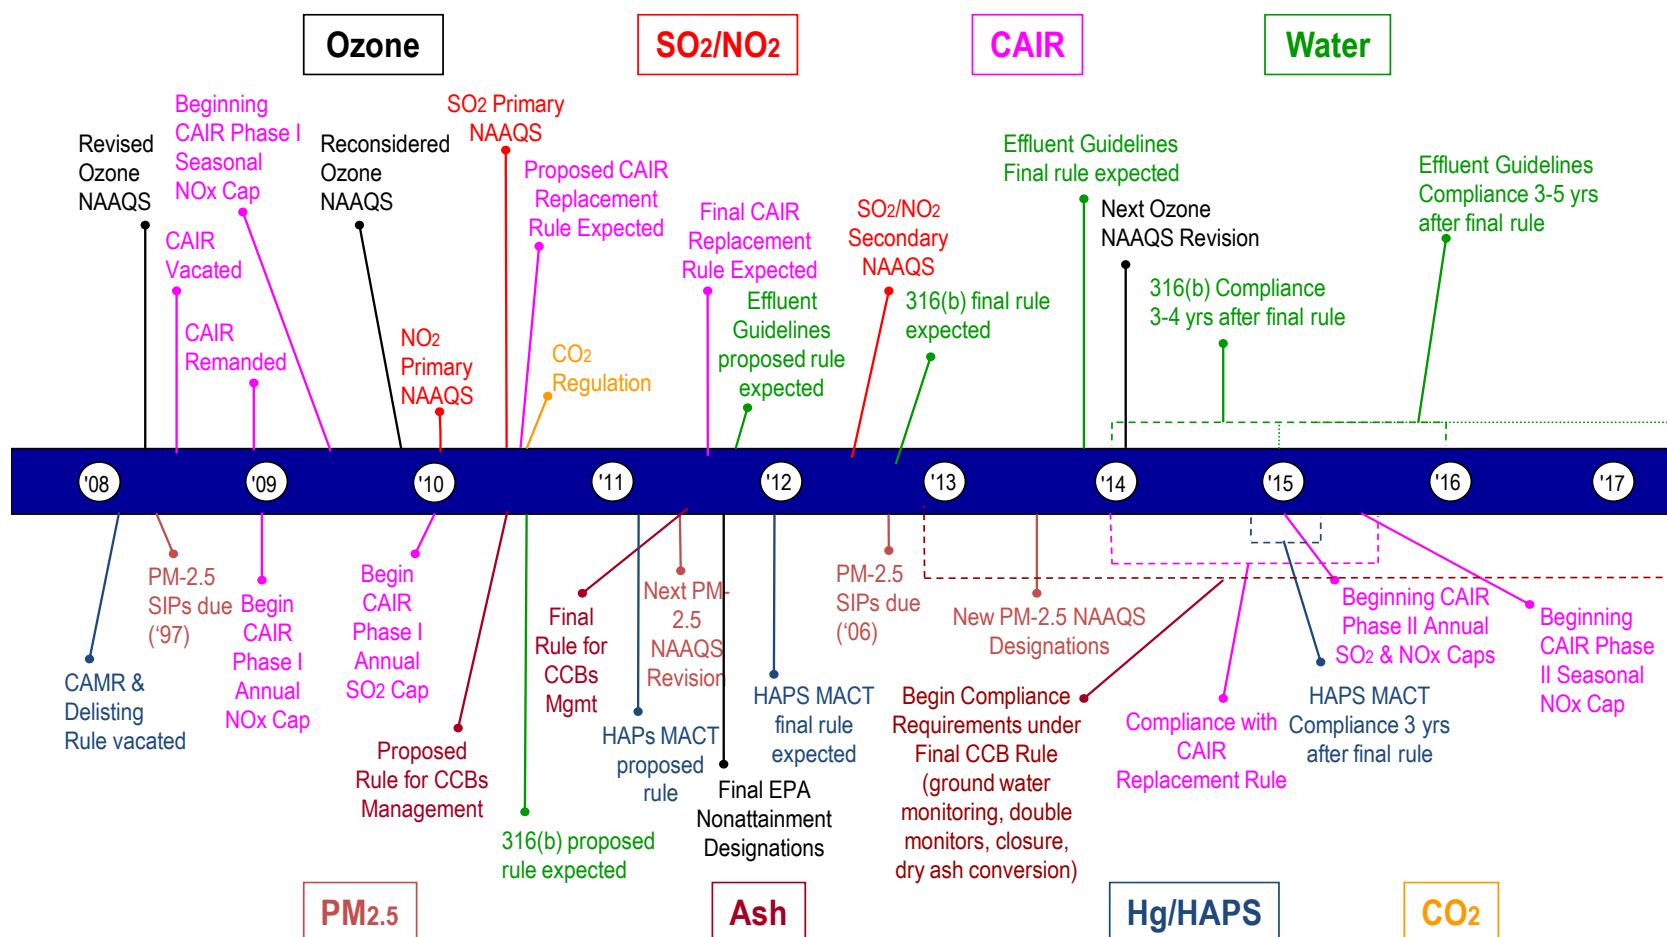 Ozone
SO2/NO2
CAIR
Water
Revised
Ozone
NAAQS
Beginning
CAIR Phase I
Seasonal
NOx Cap
CAIR
Vacated
CAIR
Remanded
Reconsidered
Ozone
NAAQS
NO2
Primary
NAAQS
SO2 Primary
NAAQS
Proposed CAIR
Replacement
Rule Expected
CO2
Regulation
Final CAIR
Replacement
Rule Expected
Effluent
Guidelines
proposed rule
expected
SO2/NO2
Secondary
NAAQS
316(b) final rule
expected
Effluent Guidelines
Final rule expected
Next Ozone
NAAQS Revision
316(b) Compliance
3-4 yrs after final rule
Effluent Guidelines
Compliance 3-5 yrs
after final rule
'08
'09
'10
'11
'12
'13
'14
'15
'16
'17
CAMR &
Delisting
Rule vacated
PM-2.5
SIPs due
(‘97)
Begin
CAIR
Phase I
Annual
NOx Cap
Begin
CAIR
Phase I
Annual
SO2 Cap
Proposed
Rule for CCBs
Management
316(b) proposed
rule expected
Final
Rule for
CCBs
Mgmt
HAPs MACT
proposed
rule
Next PM-
2.5
NAAQS
Revision
Final EPA
Nonattainment
Designations
HAPS MACT
final rule
expected
PM-2.5
SIPs due
(‘06)
New PM-2.5 NAAQS
Designations
Begin Compliance
Requirements under
Final CCB Rule
(ground water
monitoring, double
monitors, closure,
dry ash conversion)
Compliance with
CAIR
Replacement Rule
Beginning CAIR
Phase II Annual
SO2 & NOx Caps
HAPS MACT
Compliance 3 yrs
after final rule
Beginning
CAIR Phase
II Seasonal
NOx Cap
PM2.5
Ash
Hg/HAPS
CO2